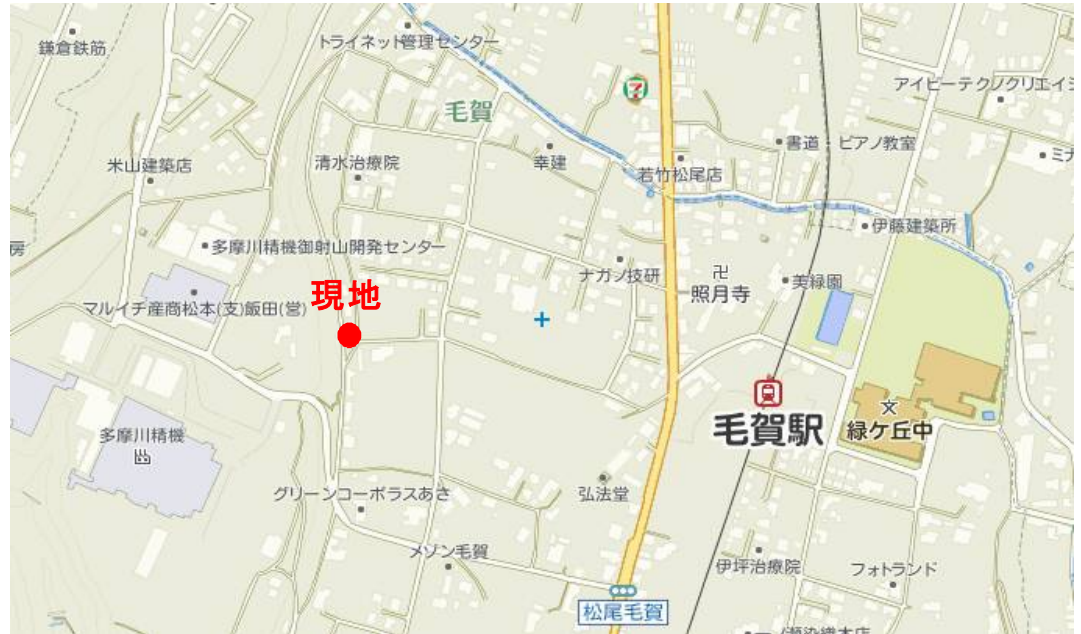 鎌倉鉄筋
トライネット管理センター
7
アイピーテクノクリエイシ
毛賀
書道・ピアノ教室
ミナ
米山建築店
清水治療院
幸建
若竹松尾店
伊藤建築所
房
多摩川精機御射山開発センター
ナガノ技研
卍
照月寺
美緑園
マルイチ産商松本(支)飯田(営)
現地
毛賀駅
文
緑ケ丘中
多摩川精機
グリーンコーポラスあさ
弘法堂
メゾン毛賀
伊坪治療院
フォトランド
松尾毛賀